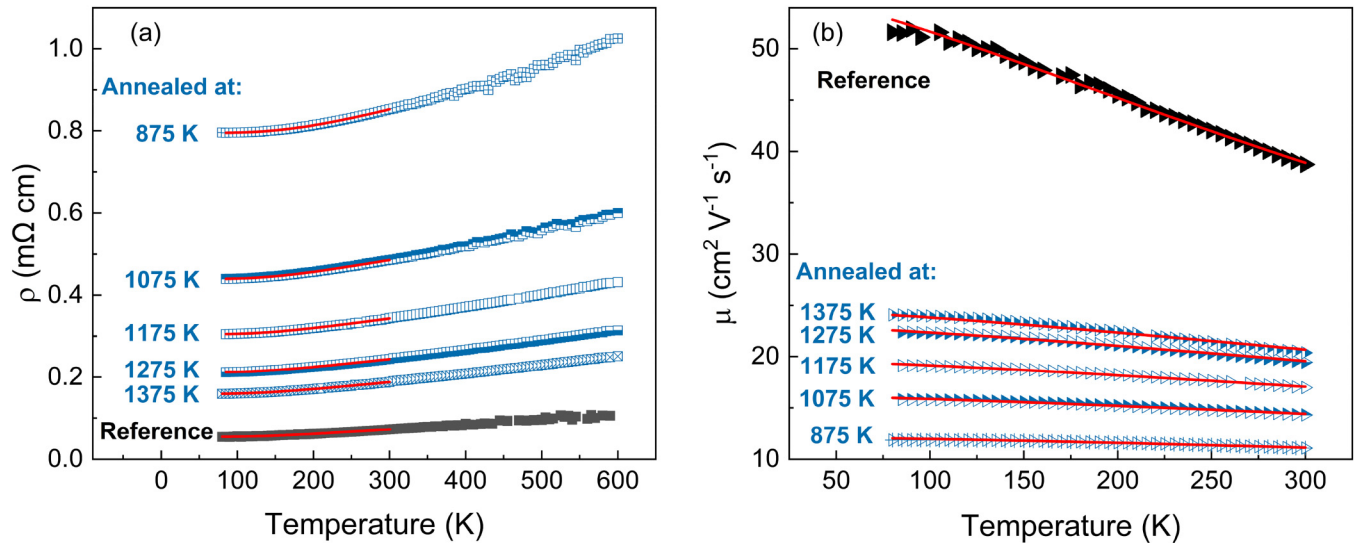 (a)
1.0
0.8
0.6
0.4
0.2
0.0
ρ (mΩ cm)
Annealed at:
875 K
1075 K
1175 K
1275 K
1375 K
Reference
0 100 200 300 400 500 600
Temperature (K)
(b)
50
40
30
20
10
μ (cm² V⁻¹ s⁻¹)
Reference
Annealed at:
1375 K
1275 K
1175 K
1075 K
875 K
50 100 150 200 250 300
Temperature (K)